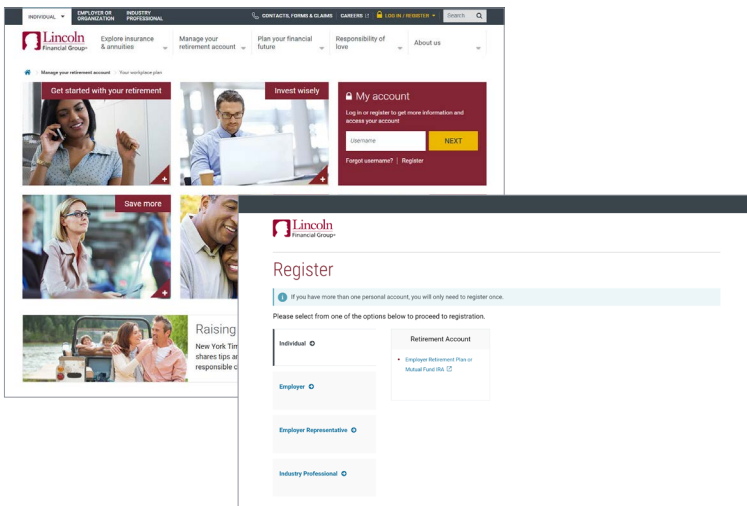 INDIVIDUAL
EMPLOYER OR
ORGANIZATION
INDUSTRY
PROFESSIONAL
CONTACTS, FORMS & CLAIMS
CAREERS
LOG IN / REGISTER
Search
Lincoln
Financial Group®
Explore insurance
& annuities
Manage your
retirement account
Plan your financial
future
Responsibility of
love
About us
Manage your retirement account
Your workplace plan
Get started with your retirement
Invest wisely
My account
Log in or register to get more information and
access your account
Username
NEXT
Forgot username? | Register
Save more
Raising
New York Tim
shares tips ar
responsible c
Lincoln
Financial Group®
Register
If you have more than one personal account, you will only need to register once.
Please select from one of the options below to proceed to registration.
Individual
Retirement Account
• Employer Retirement Plan or
Mutual Fund IRA
Employer
Employer Representative
Industry Professional